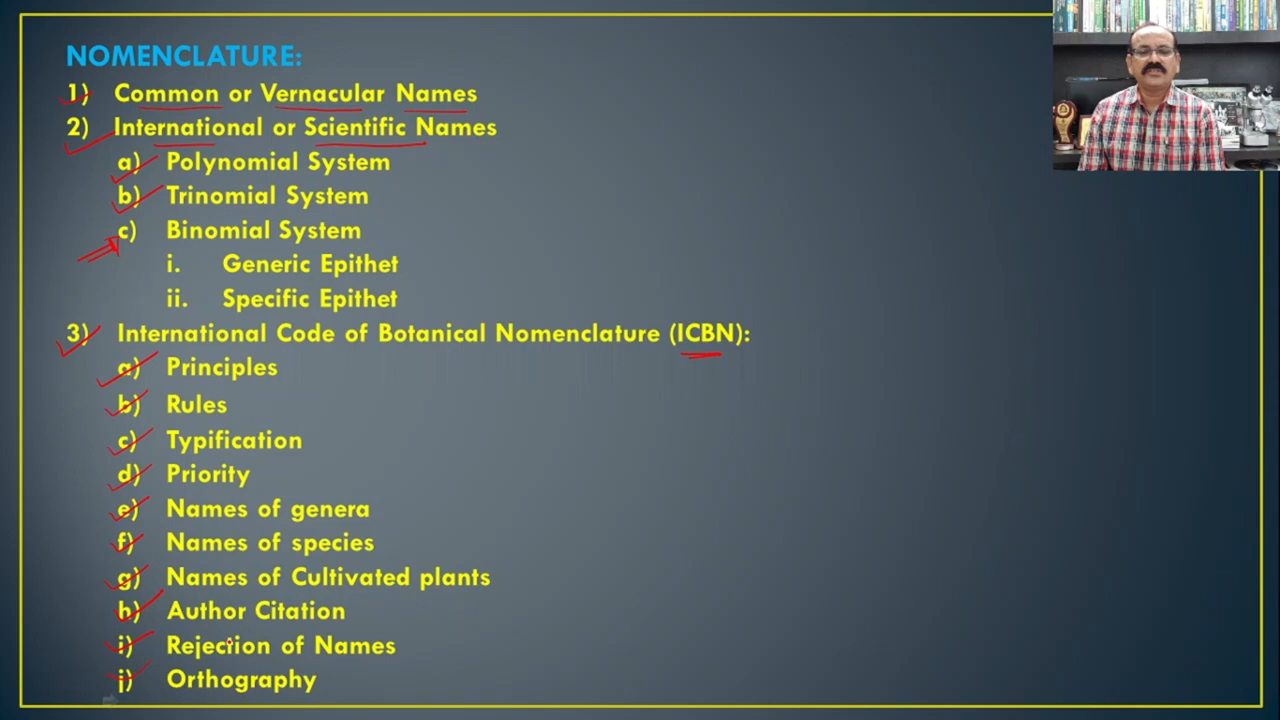 NOMENCLATURE:
1) Common or Vernacular Names
2) International or Scientific Names
a) Polynomial System
b) Trinomial System
c) Binomial System
i. Generic Epithet
ii. Specific Epithet
3) International Code of Botanical Nomenclature (ICBN):
a) Principles
b) Rules
c) Typification
d) Priority
e) Names of genera
f) Names of species
g) Names of Cultivated plants
h) Author Citation
i) Rejection of Names
j) Orthography